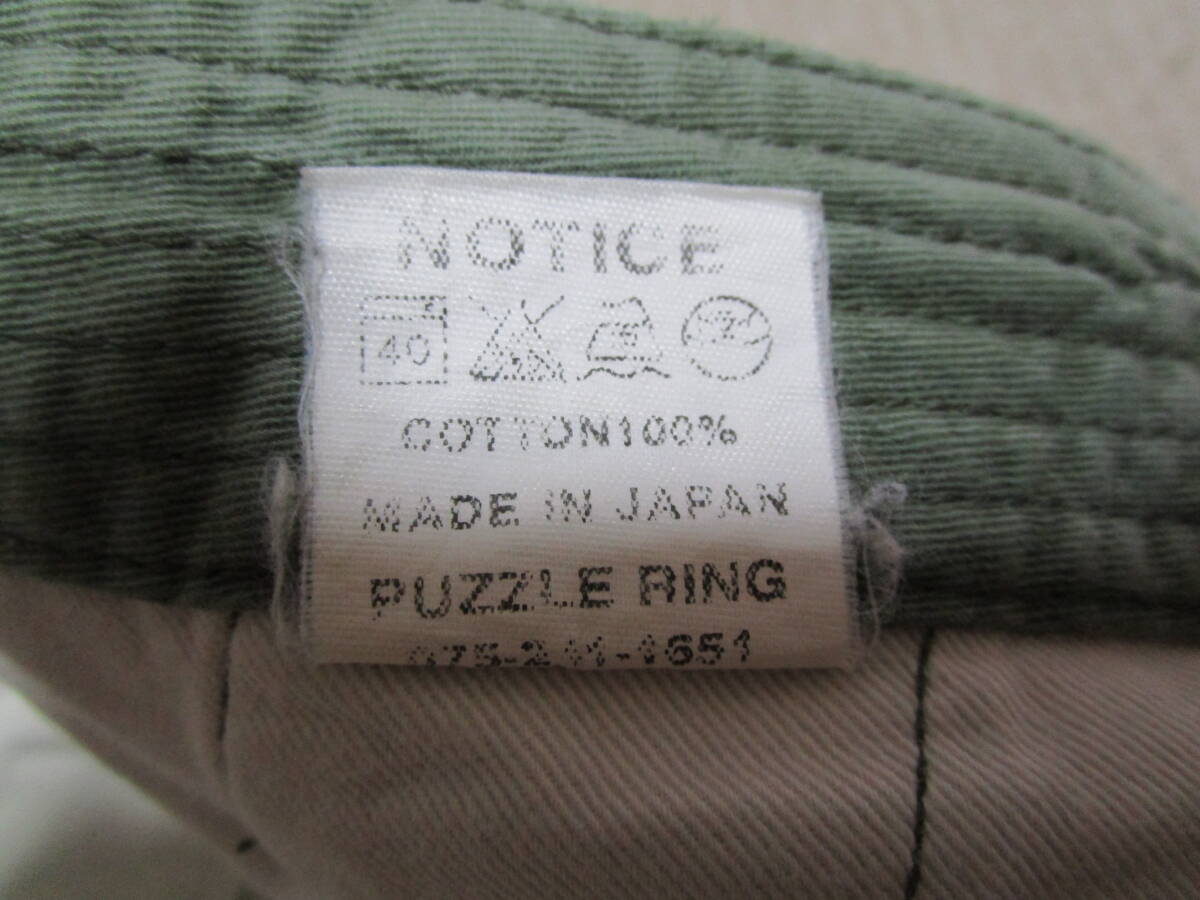 NOTICE
40
COTTON100%
MADE IN JAPAN
PUZZLE RING